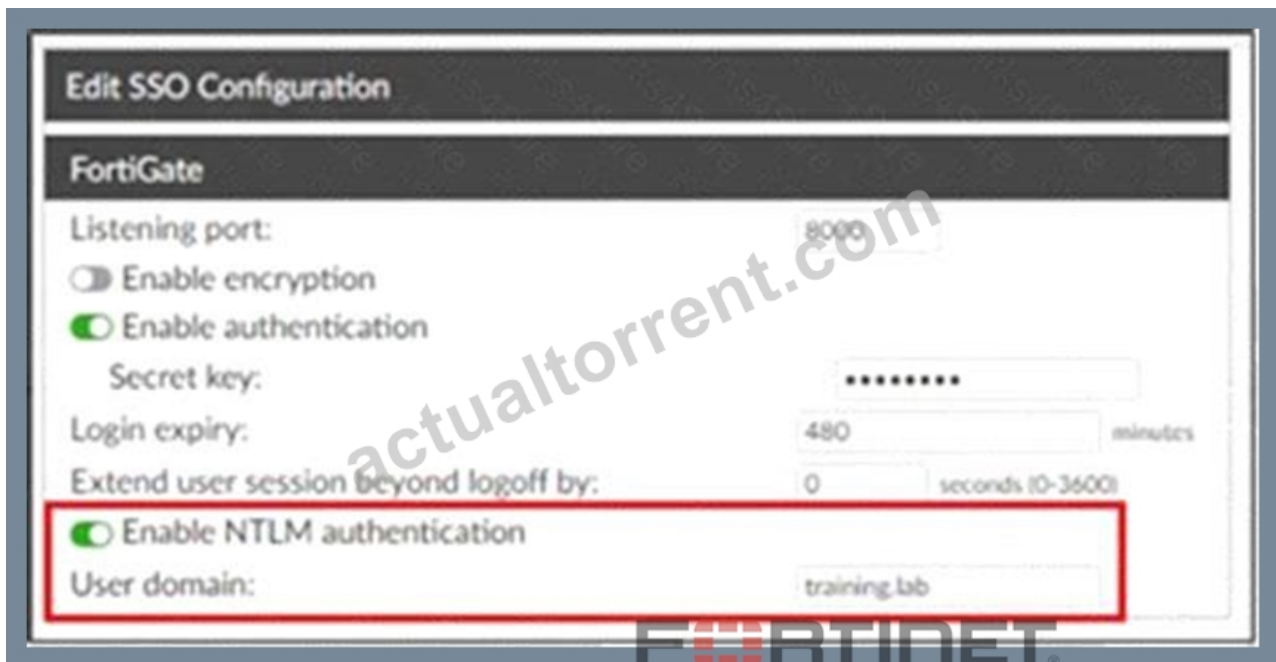 Edit SSO Configuration
FortiGate
Listening port: 8000
Enable encryption
Enable authentication
Secret key: ••••••••
Login expiry: 480 minutes
Extend user session beyond logoff by: 0 seconds (0-3600)
Enable NTLM authentication
User domain: training.lab
actualtorrent.com
FORTINET